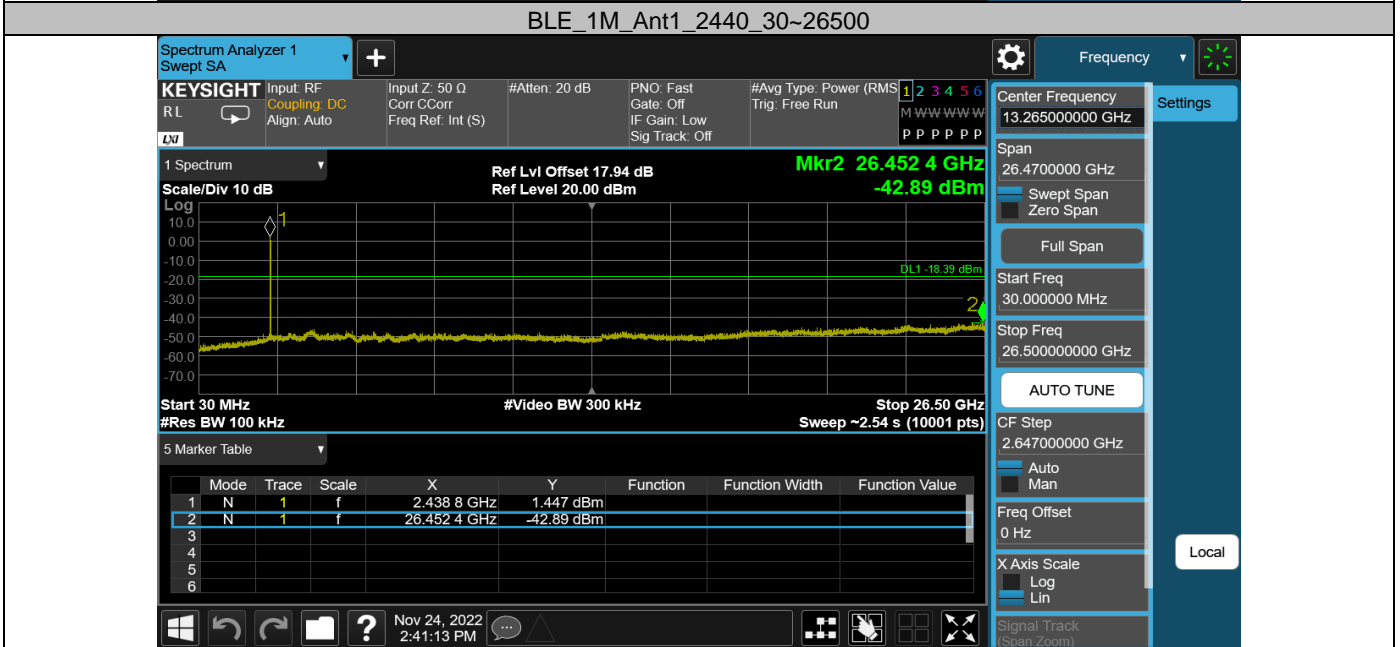 BLE_1M_Ant1_2440_30~26500
Spectrum Analyzer 1
Swept SA
Frequency
KEYSIGHT
RL
LXI
Input: RF
Coupling: DC
Align: Auto
Input Z: 50 Ω
Corr CCorr
Freq Ref: Int (S)
#Atten: 20 dB
PNO: Fast
Gate: Off
IF Gain: Low
Sig Track: Off
#Avg Type: Power (RMS
Trig: Free Run
1 2 3 4 5 6
M W W W W W
P P P P P P
Center Frequency
13.265000000 GHz
Settings
Span
26.4700000 GHz
Swept Span
Zero Span
Full Span
Start Freq
30.000000 MHz
Stop Freq
26.500000000 GHz
AUTO TUNE
CF Step
2.647000000 GHz
Auto
Man
Freq Offset
0 Hz
X Axis Scale
Log
Lin
Signal Track
(Span Zoom)
Local
1 Spectrum
Scale/Div 10 dB
Ref Lvl Offset 17.94 dB
Ref Level 20.00 dBm
Mkr2 26.452 4 GHz
-42.89 dBm
Log
10.0
0.00
-10.0
-20.0
-30.0
-40.0
-50.0
-60.0
-70.0
1
DL1 -18.39 dBm
2
Start 30 MHz
#Video BW 300 kHz
Stop 26.50 GHz
#Res BW 100 kHz
Sweep ~2.54 s (10001 pts)
5 Marker Table
Mode Trace Scale X Y Function Function Width Function Value
1 N 1 f 2.438 8 GHz 1.447 dBm
2 N 1 f 26.452 4 GHz -42.89 dBm
3
4
5
6
?
Nov 24, 2022
2:41:13 PM